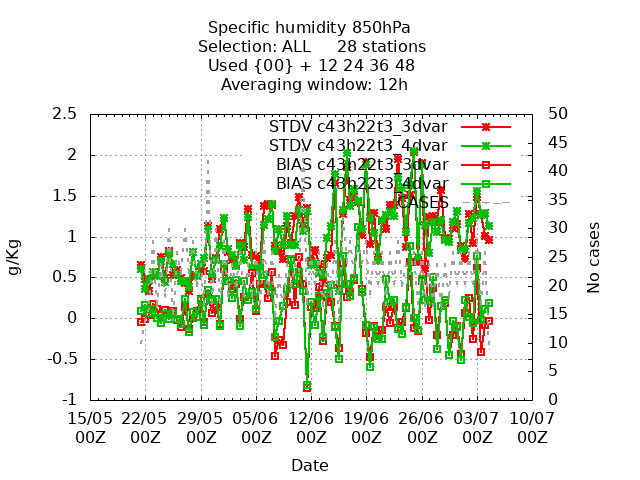 Specific humidity 850hPa
Selection: ALL 28 stations
Used {00} + 12 24 36 48
Averaging window: 12h
STDV c43h22t3_3dvar
STDV c43h22t3_4dvar
BIAS c43h22t3_3dvar
BIAS c43h22t3_4dvar
CASES
g/Kg
2.5
2
1.5
1
0.5
0
-0.5
-1
No cases
50
45
40
35
30
25
20
15
10
5
0
15/05 22/05 29/05 05/06 12/06 19/06 26/06 03/07 10/07
00Z 00Z 00Z 00Z 00Z 00Z 00Z 00Z 00Z
Date